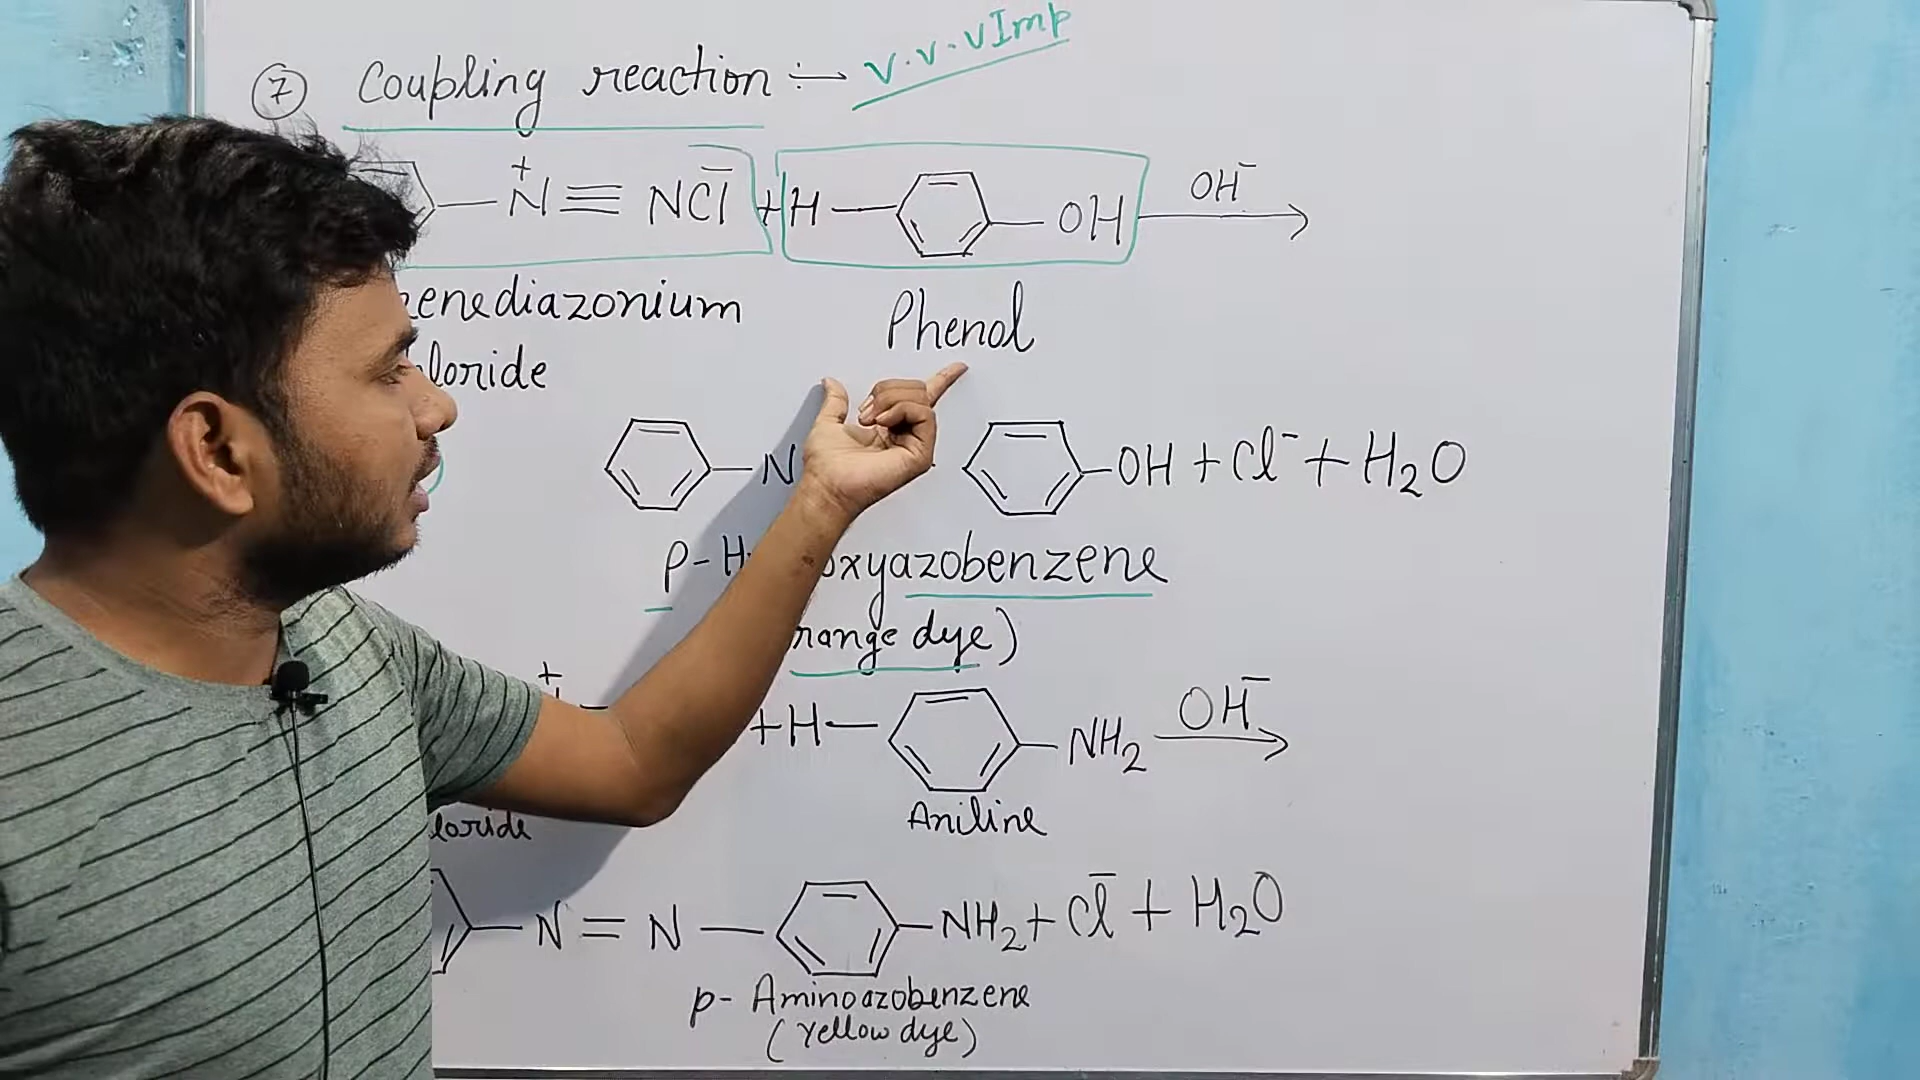 7 Coupling reaction :→ V.V.VImp
+
N≡NCl⁻ + H OH OH⁻
enediazonium Phenol
loride
N OH + Cl⁻ + H₂O
p-H oxyazobenzene
range dye)
+
+H NH₂ OH⁻
loride Aniline
N=N NH₂ + Cl⁻ + H₂O
p-Aminoazobenzene
(Yellow dye)